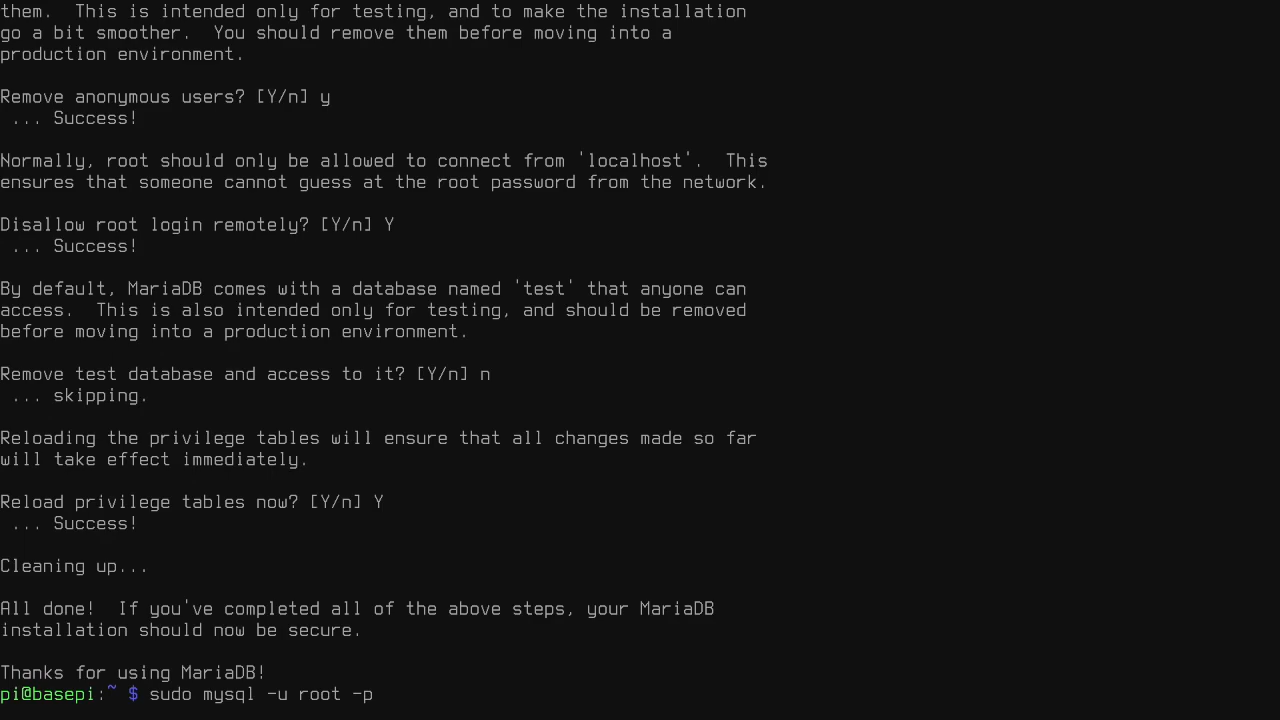 them.  This is intended only for testing, and to make the installation
go a bit smoother.  You should remove them before moving into a
production environment.
Remove anonymous users? [Y/n] y
 ... Success!
Normally, root should only be allowed to connect from 'localhost'.  This
ensures that someone cannot guess at the root password from the network.
Disallow root login remotely? [Y/n] Y
 ... Success!
By default, MariaDB comes with a database named 'test' that anyone can
access.  This is also intended only for testing, and should be removed
before moving into a production environment.
Remove test database and access to it? [Y/n] n
 ... skipping.
Reloading the privilege tables will ensure that all changes made so far
will take effect immediately.
Reload privilege tables now? [Y/n] Y
 ... Success!
Cleaning up...
All done!  If you've completed all of the above steps, your MariaDB
installation should now be secure.
Thanks for using MariaDB!
pi@basepi:~ $ sudo mysql -u root -p